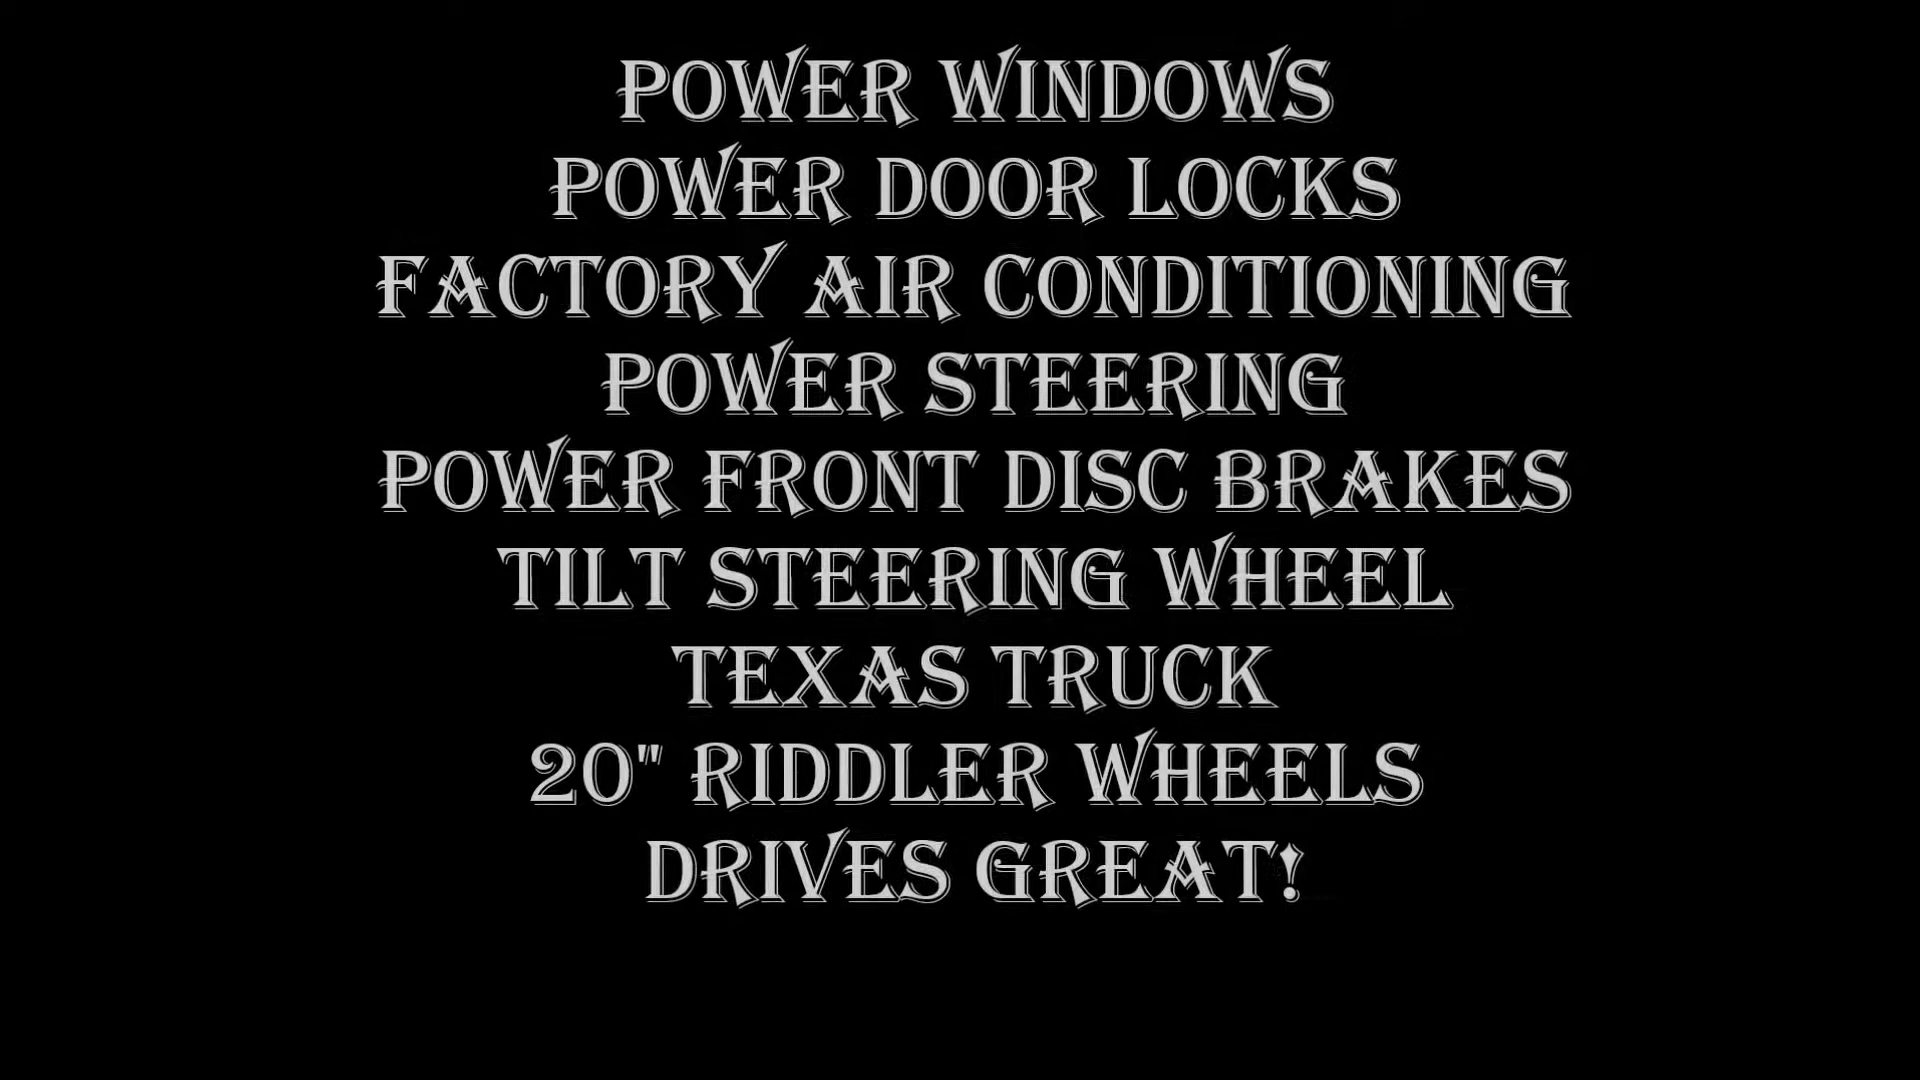 POWER WINDOWS
POWER DOOR LOCKS
FACTORY AIR CONDITIONING
POWER STEERING
POWER FRONT DISC BRAKES
TILT STEERING WHEEL
TEXAS TRUCK
20" RIDDLER WHEELS
DRIVES GREAT!